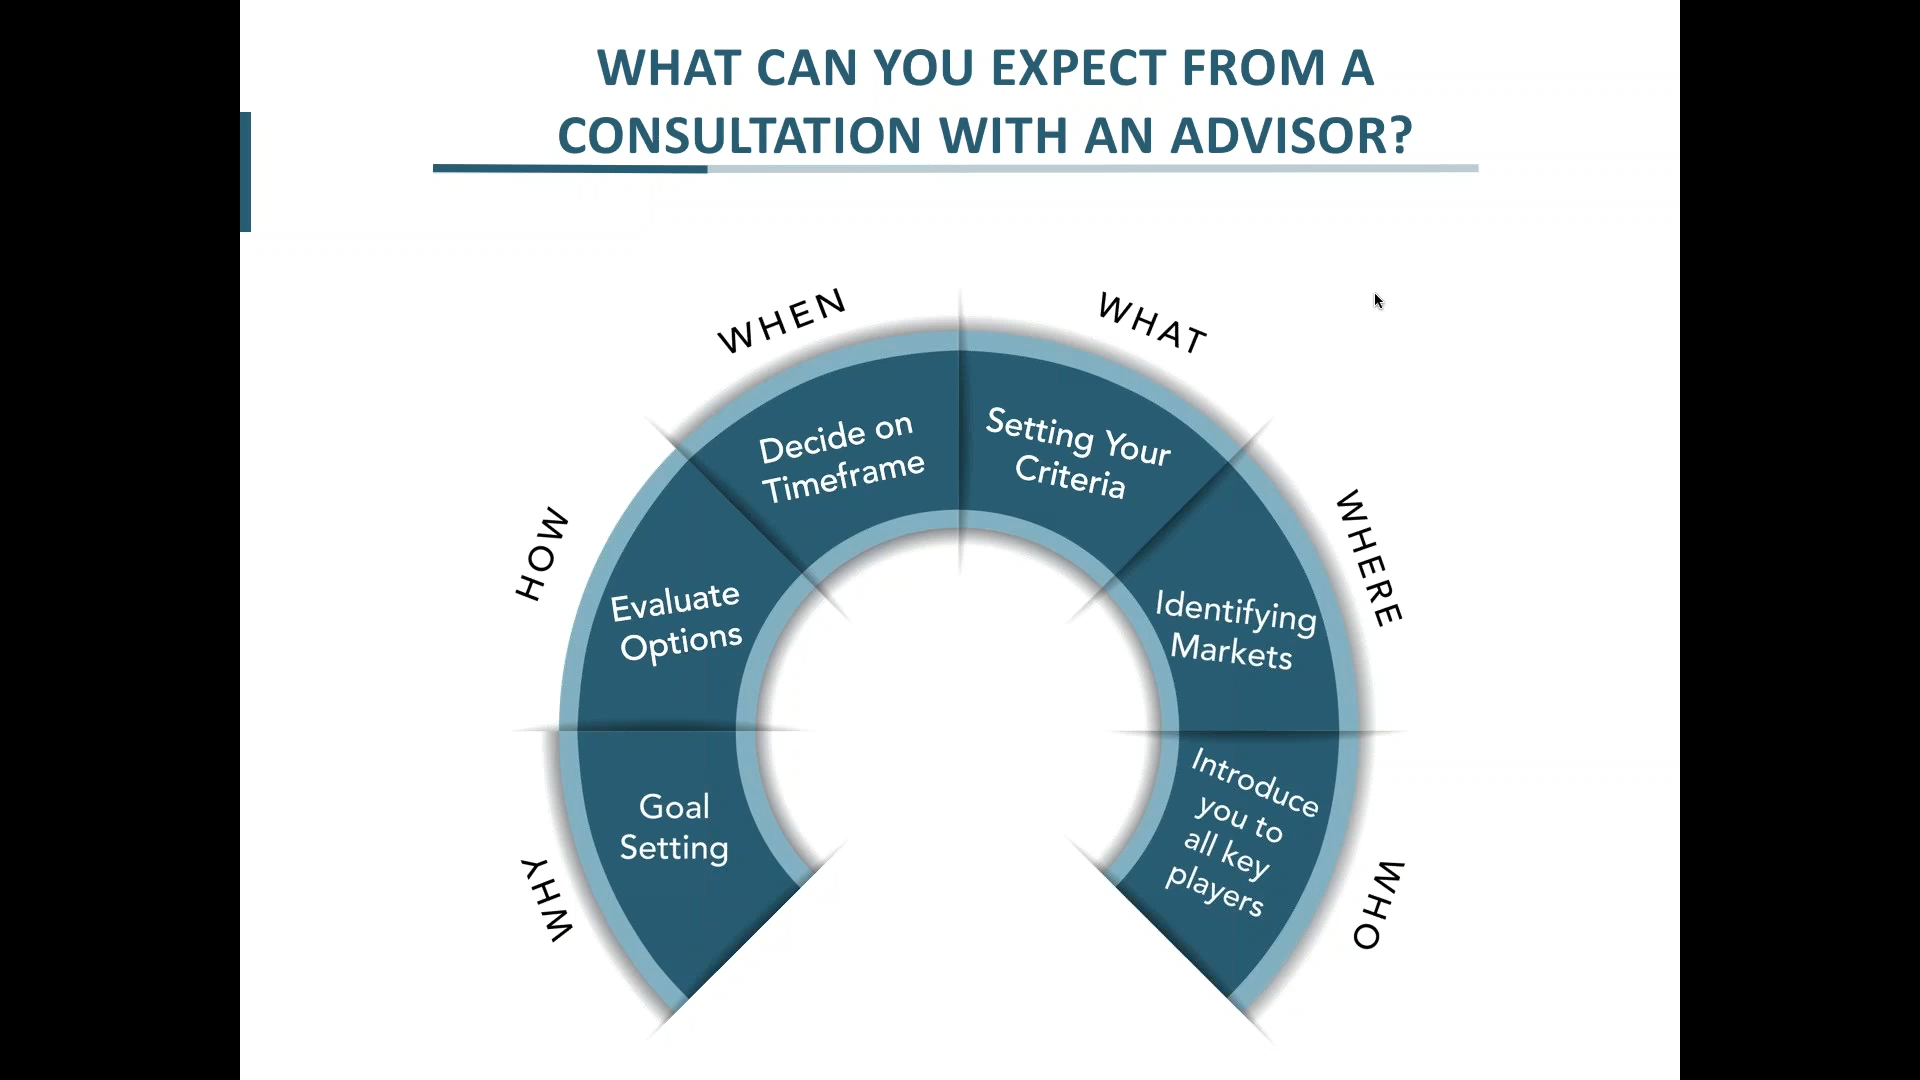 WHAT CAN YOU EXPECT FROM A
CONSULTATION WITH AN ADVISOR?
WHY
Goal
Setting
HOW
Evaluate
Options
WHEN
Decide on
Timeframe
WHAT
Setting Your
Criteria
WHERE
Identifying
Markets
WHO
Introduce
you to
all key
players